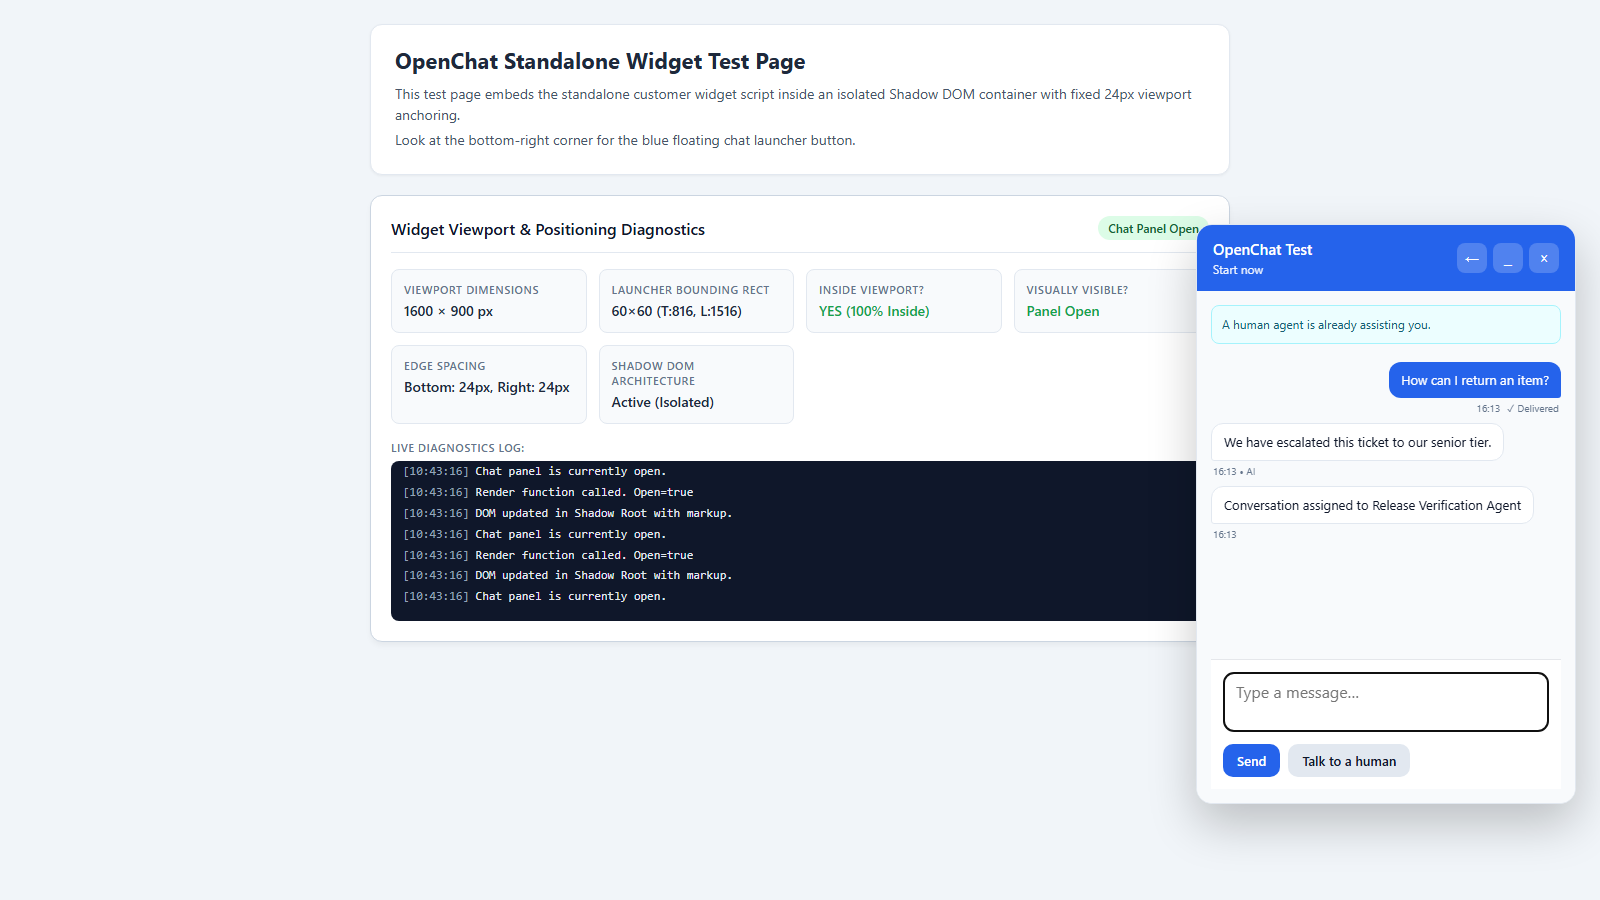 OpenChat Standalone Widget Test Page
This test page embeds the standalone customer widget script inside an isolated Shadow DOM container with fixed 24px viewport
anchoring.
Look at the bottom-right corner for the blue floating chat launcher button.
Widget Viewport & Positioning Diagnostics
Chat Panel Open
VIEWPORT DIMENSIONS
1600 × 900 px
LAUNCHER BOUNDING RECT
60×60 (T:816, L:1516)
INSIDE VIEWPORT?
YES (100% Inside)
VISUALLY VISIBLE?
Panel Open
EDGE SPACING
Bottom: 24px, Right: 24px
SHADOW DOM
ARCHITECTURE
Active (Isolated)
LIVE DIAGNOSTICS LOG:
[10:43:16] Chat panel is currently open.
[10:43:16] Render function called. Open=true
[10:43:16] DOM updated in Shadow Root with markup.
[10:43:16] Chat panel is currently open.
[10:43:16] Render function called. Open=true
[10:43:16] DOM updated in Shadow Root with markup.
[10:43:16] Chat panel is currently open.
OpenChat Test
Start now
← _ ×
A human agent is already assisting you.
How can I return an item?
16:13 ✓ Delivered
We have escalated this ticket to our senior tier.
16:13 • AI
Conversation assigned to Release Verification Agent
16:13
Type a message...
Send
Talk to a human